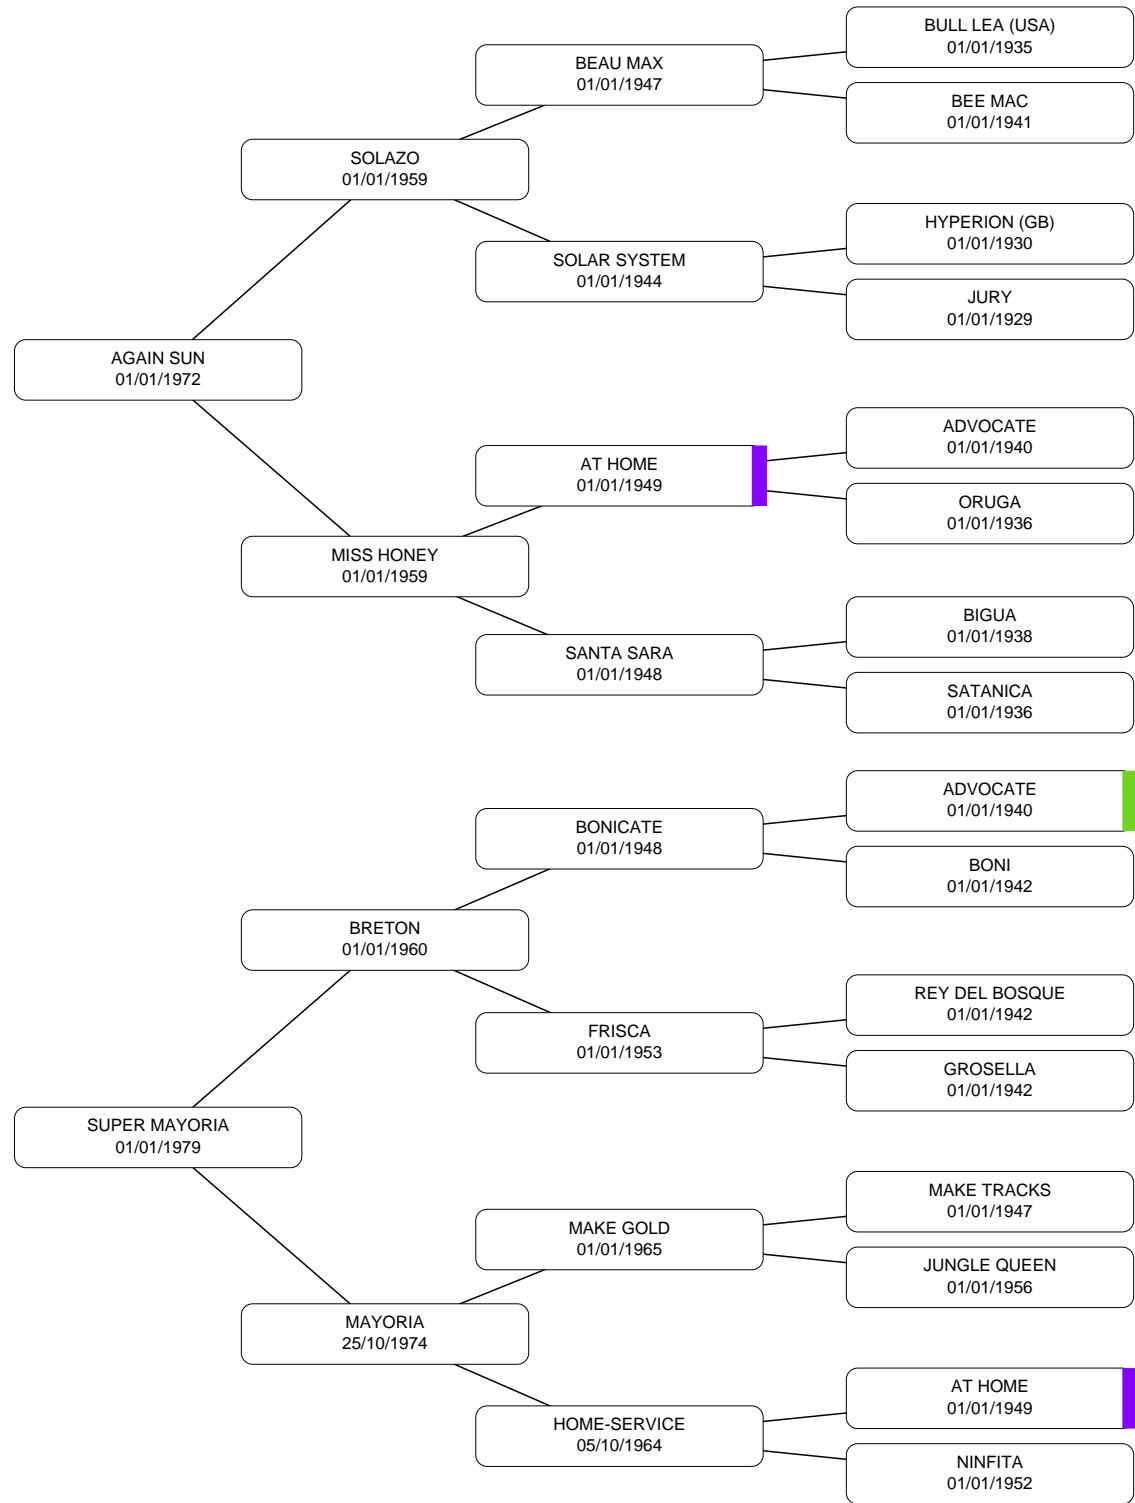 BULL LEA (USA)
01/01/1935
BEAU MAX
01/01/1947
BEE MAC
01/01/1941
SOLAZO
01/01/1959
HYPERION (GB)
01/01/1930
SOLAR SYSTEM
01/01/1944
JURY
01/01/1929
AGAIN SUN
01/01/1972
ADVOCATE
01/01/1940
AT HOME
01/01/1949
ORUGA
01/01/1936
MISS HONEY
01/01/1959
BIGUA
01/01/1938
SANTA SARA
01/01/1948
SATANICA
01/01/1936
ADVOCATE
01/01/1940
BONICATE
01/01/1948
BONI
01/01/1942
BRETON
01/01/1960
REY DEL BOSQUE
01/01/1942
FRISCA
01/01/1953
GROSELLA
01/01/1942
SUPER MAYORIA
01/01/1979
MAKE TRACKS
01/01/1947
MAKE GOLD
01/01/1965
JUNGLE QUEEN
01/01/1956
MAYORIA
25/10/1974
AT HOME
01/01/1949
HOME-SERVICE
05/10/1964
NINFITA
01/01/1952